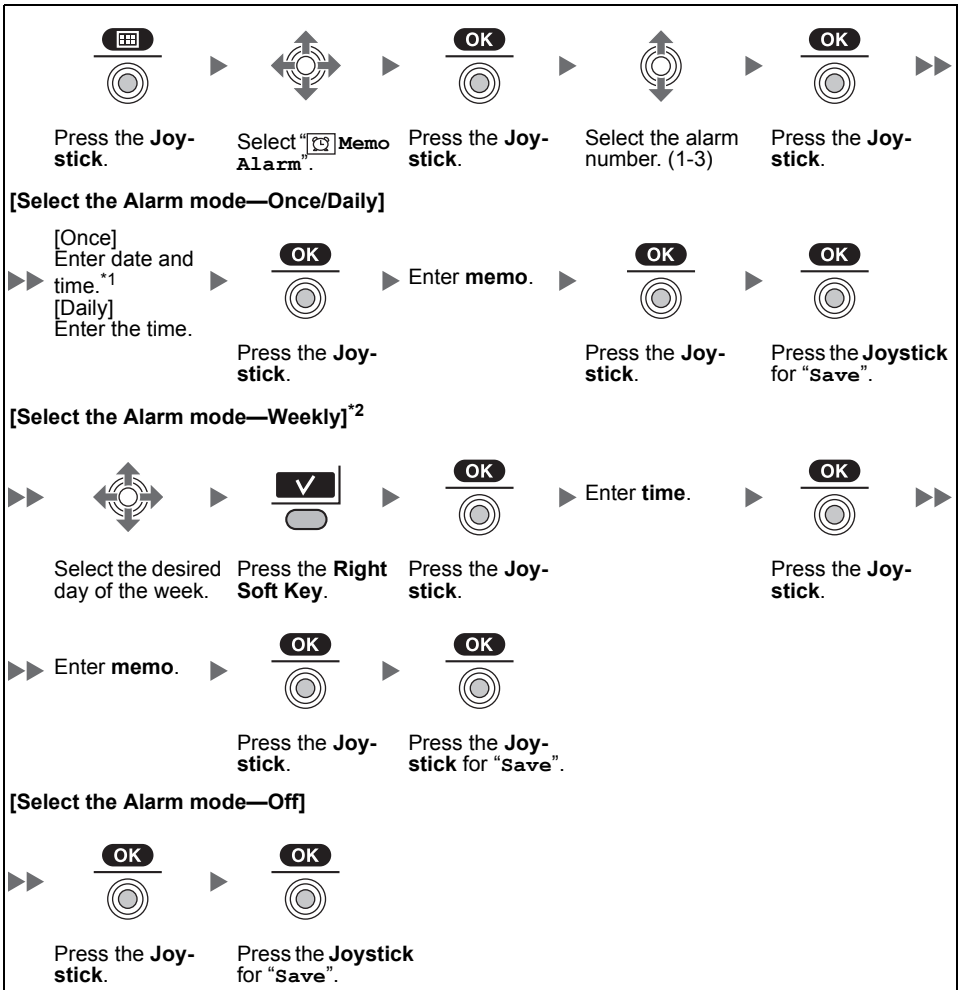 OK
OK
Press the Joy-
stick.
Select "Memo
Alarm".
Press the Joy-
stick.
Select the alarm
number. (1-3)
Press the Joy-
stick.
[Select the Alarm mode—Once/Daily]
[Once]
Enter date and
time.*1
[Daily]
Enter the time.
OK
Press the Joy-
stick.
Enter memo.
OK
Press the Joy-
stick.
OK
Press the Joystick
for "Save".
[Select the Alarm mode—Weekly]*2
Select the desired
day of the week.
Press the Right
Soft Key.
OK
Press the Joy-
stick.
Enter time.
OK
Press the Joy-
stick.
Enter memo.
OK
Press the Joy-
stick.
OK
Press the Joy-
stick for "Save".
[Select the Alarm mode—Off]
OK
Press the Joy-
stick.
OK
Press the Joystick
for "Save".